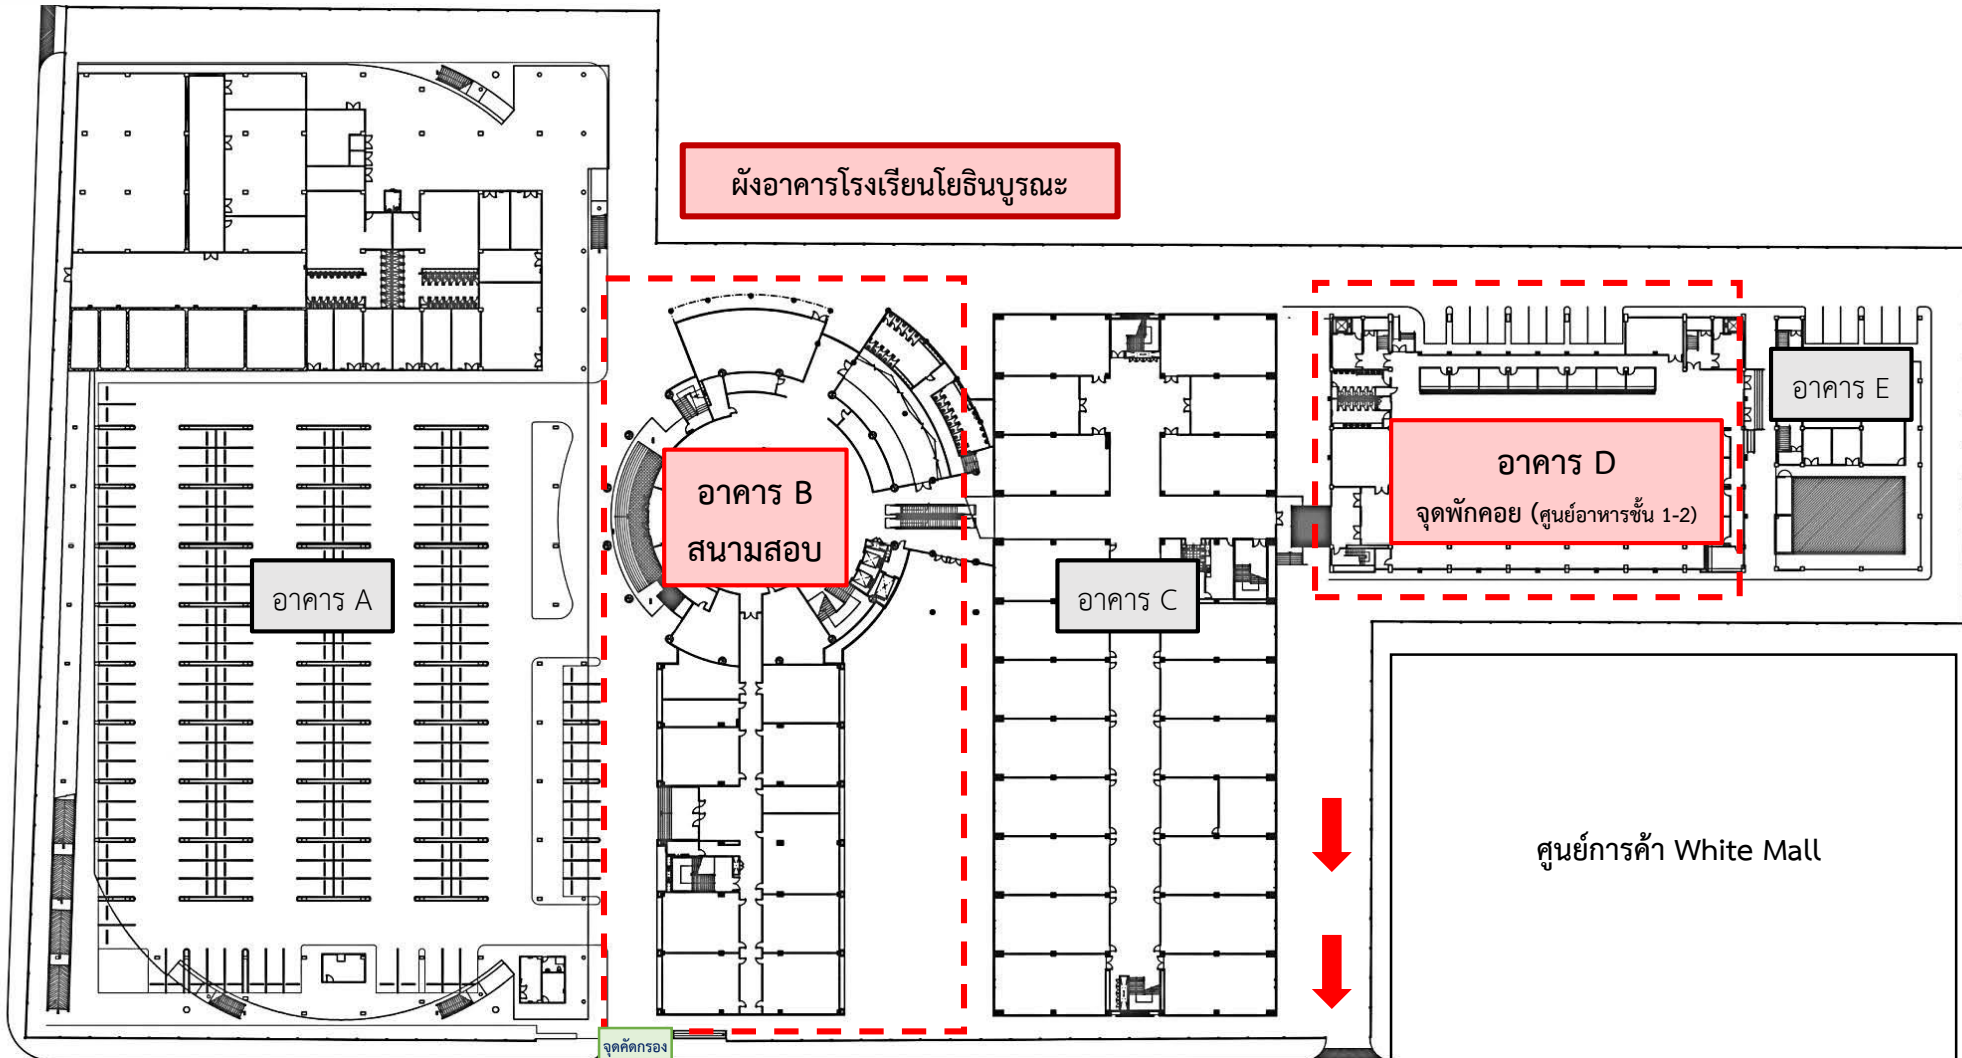 ผังอาคารโรงเรียนโยธินบูรณะ
อาคาร E
อาคาร D
จุดพักคอย (ศูนย์อาหารชั้น 1-2)
อาคาร B
สนามสอบ
อาคาร A
อาคาร C
ศูนย์การค้า White Mall
จุดคัดกรอง